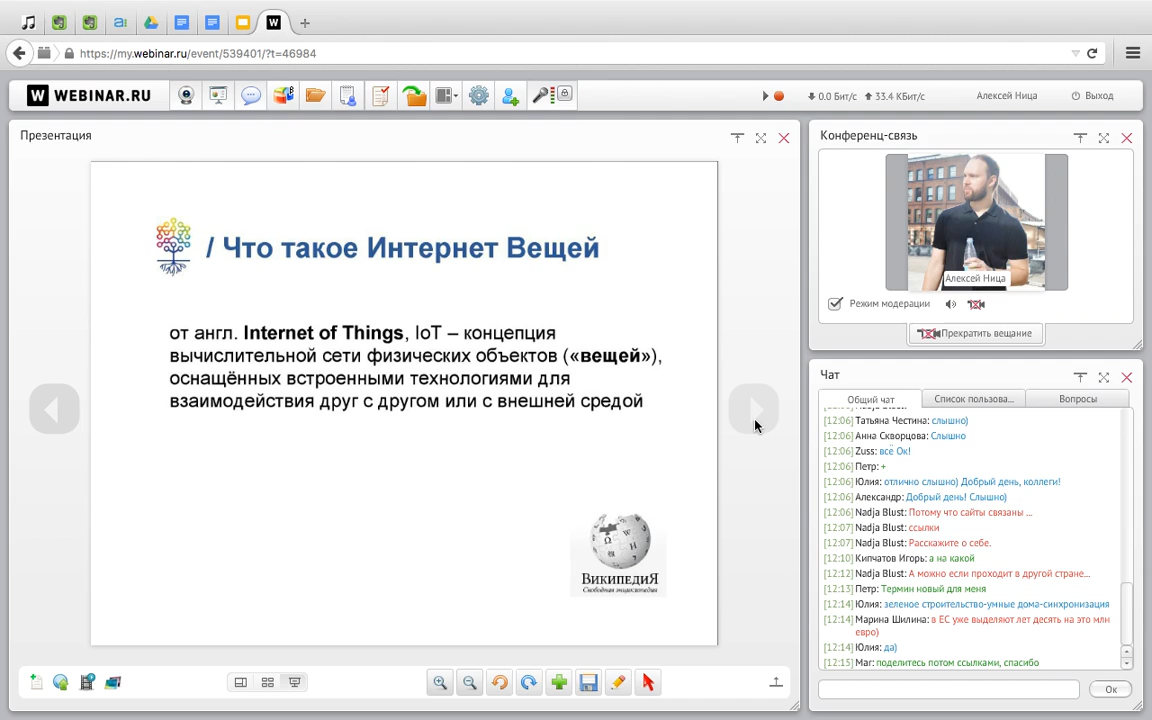 https://my.webinar.ru/event/539401/?t=46984
W WEBINAR.RU
0.0 Бит/с 33.4 КБит/с
Алексей Ница
Выход
Презентация
/ Что такое Интернет Вещей
от англ. Internet of Things, IoT – концепция
вычислительной сети физических объектов («вещей»),
оснащённых встроенными технологиями для
взаимодействия друг с другом или с внешней средой
ВикипедиЯ
Свободная энциклопедия
Конференц-связь
Алексей Ница
Режим модерации
Прекратить вещание
Чат
Общий чат
Список пользова...
Вопросы
[12:06] Татьяна Честина: слышно)
[12:06] Анна Скворцова: Слышно
[12:06] Zuss: всё Ок!
[12:06] Петр: +
[12:06] Юлия: отлично слышно) Добрый день, коллеги!
[12:06] Александр: Добрый день! Слышно)
[12:06] Nadja Blust: Потому что сайты связаны ...
[12:07] Nadja Blust: ссылки
[12:07] Nadja Blust: Расскажите о себе.
[12:10] Кипчатов Игорь: а на какой
[12:12] Nadja Blust: А можно если проходит в другой стране...
[12:13] Петр: Термин новый для меня
[12:14] Юлия: зеленое строительство-умные дома-синхронизация
[12:14] Марина Шилина: в ЕС уже выделяют лет десять на это млн
евро)
[12:14] Юлия: да)
[12:15] Маг: поделитесь потом ссылками, спасибо
Ок